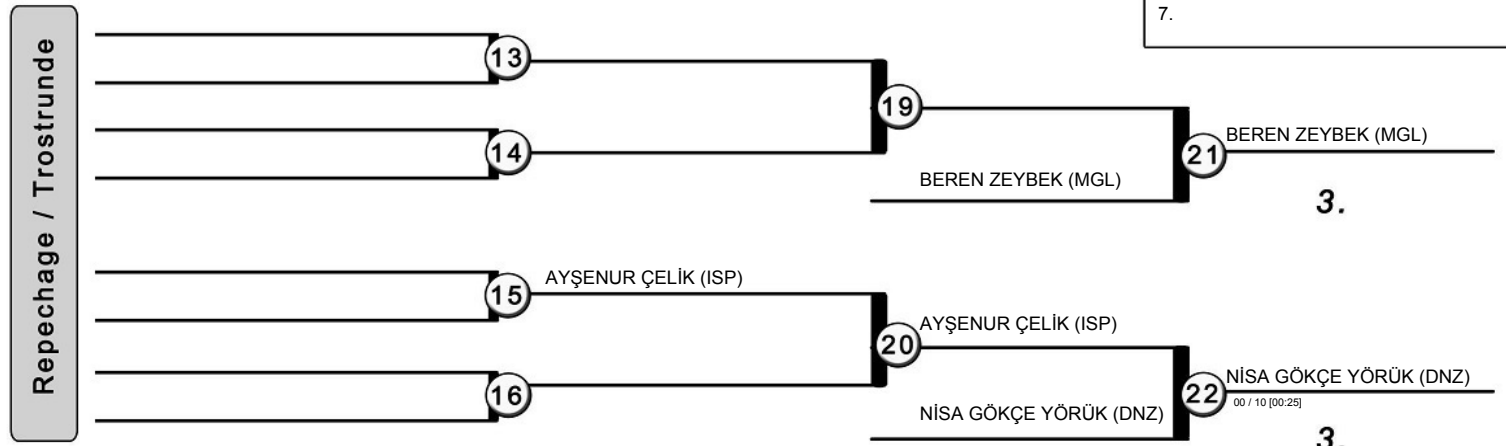 7.
Repechage / Trostrunde
13
14
19
BEREN ZEYBEK (MGL)
21
BEREN ZEYBEK (MGL)
3.
15
AYŞENUR ÇELİK (ISP)
16
20
AYŞENUR ÇELİK (ISP)
NİSA GÖKÇE YÖRÜK (DNZ)
22
NİSA GÖKÇE YÖRÜK (DNZ)
00 / 10 [00:25]
3.